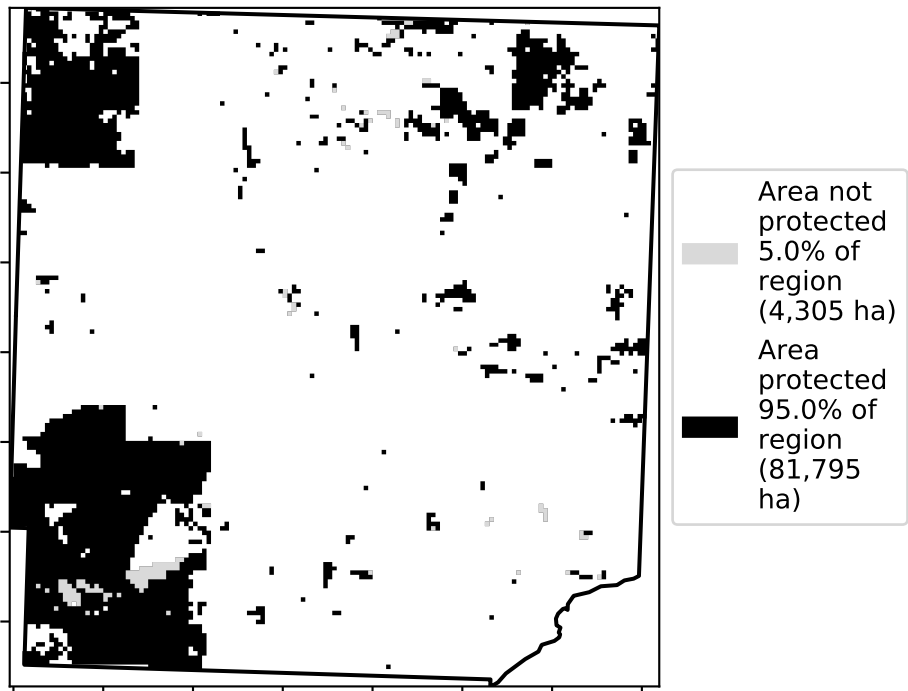 Area not
protected
5.0% of
region
(4,305 ha)
Area
protected
95.0% of
region
(81,795
ha)